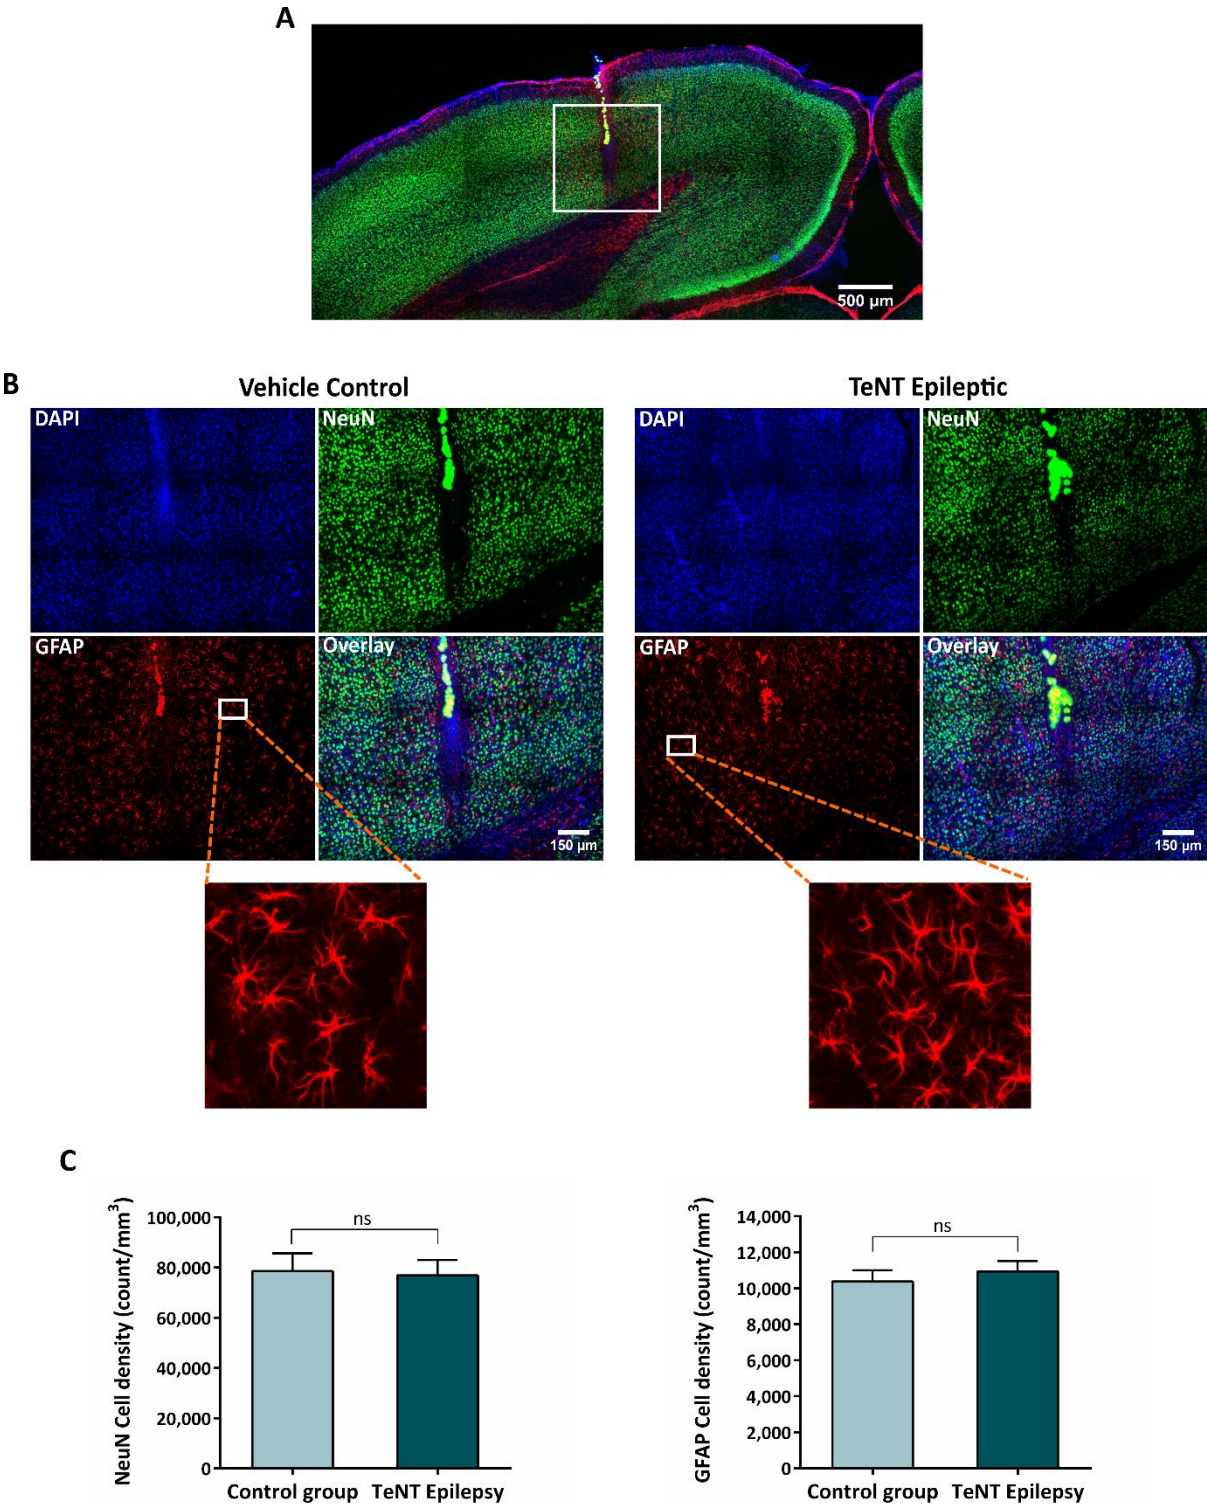 A
500 µm
B
Vehicle Control
TeNT Epileptic
DAPI
NeuN
DAPI
NeuN
GFAP
Overlay
GFAP
Overlay
150 µm
150 µm
C
NeuN Cell density (count/mm³)
100,000
80,000
60,000
40,000
20,000
0
ns
Control group
TeNT Epilepsy
GFAP Cell density (count/mm³)
14,000
12,000
10,000
8,000
6,000
4,000
2,000
0
ns
Control group
TeNT Epilepsy